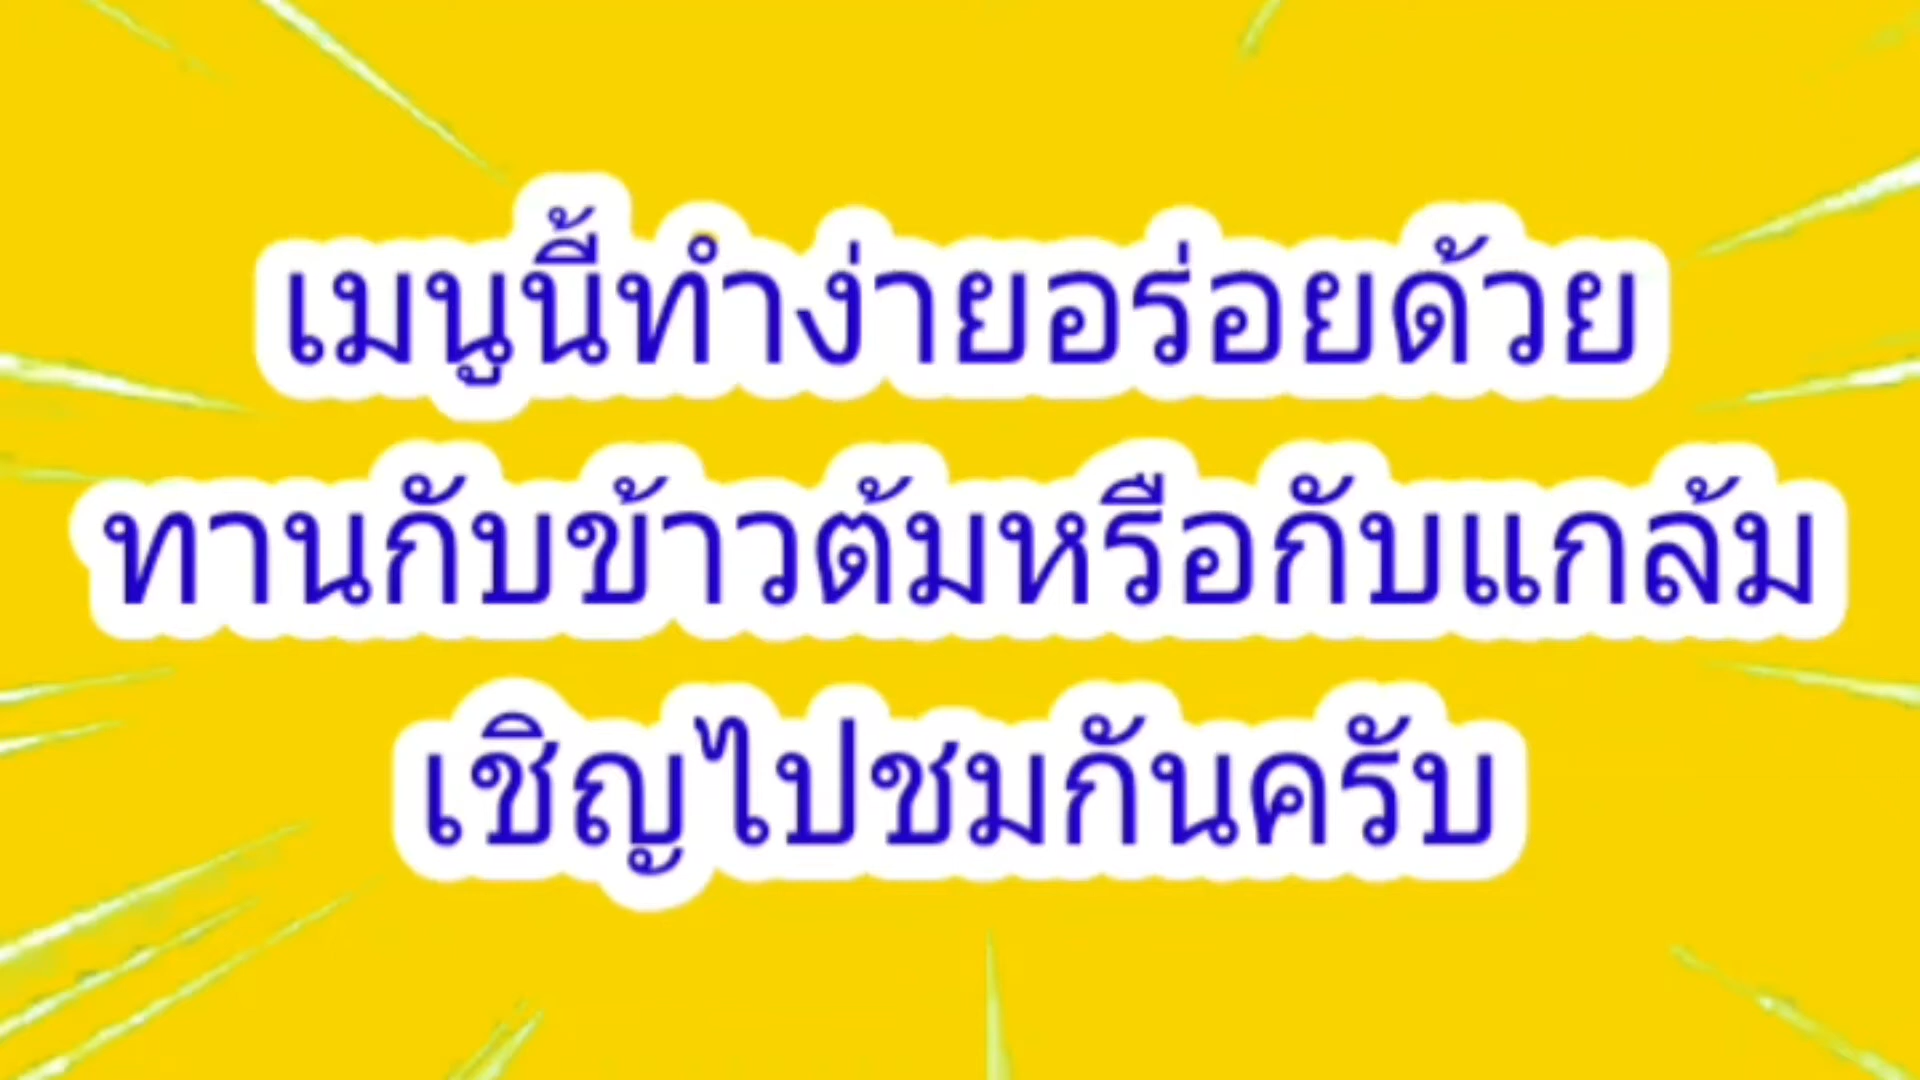 เมนูนี้ทำง่ายอร่อยด้วย
ทานกับข้าวต้มหรือกับแกล้ม
เชิญไปชมกันครับ